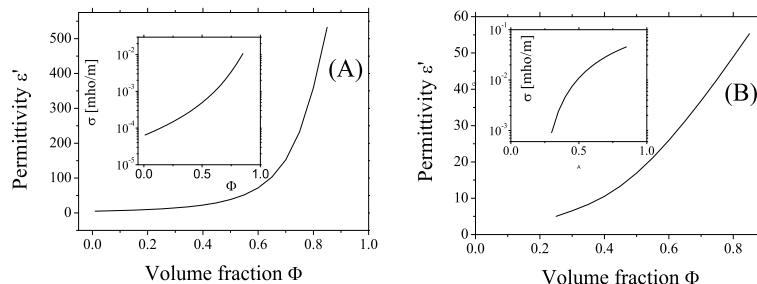 500
400
300
200
100
0
Permittivity ε'
0.0 0.2 0.4 0.6 0.8 1.0
Volume fraction Φ
(A)
10⁻²
10⁻³
10⁻⁴
10⁻⁵
σ [mho/m]
0.0 0.5 1.0
Φ
60
50
40
30
20
10
0
Permittivity ε'
0.0 0.2 0.4 0.6 0.8
Volume fraction Φ
(B)
10⁻¹
10⁻²
10⁻³
σ [mho/m]
0.0 0.5 1.0